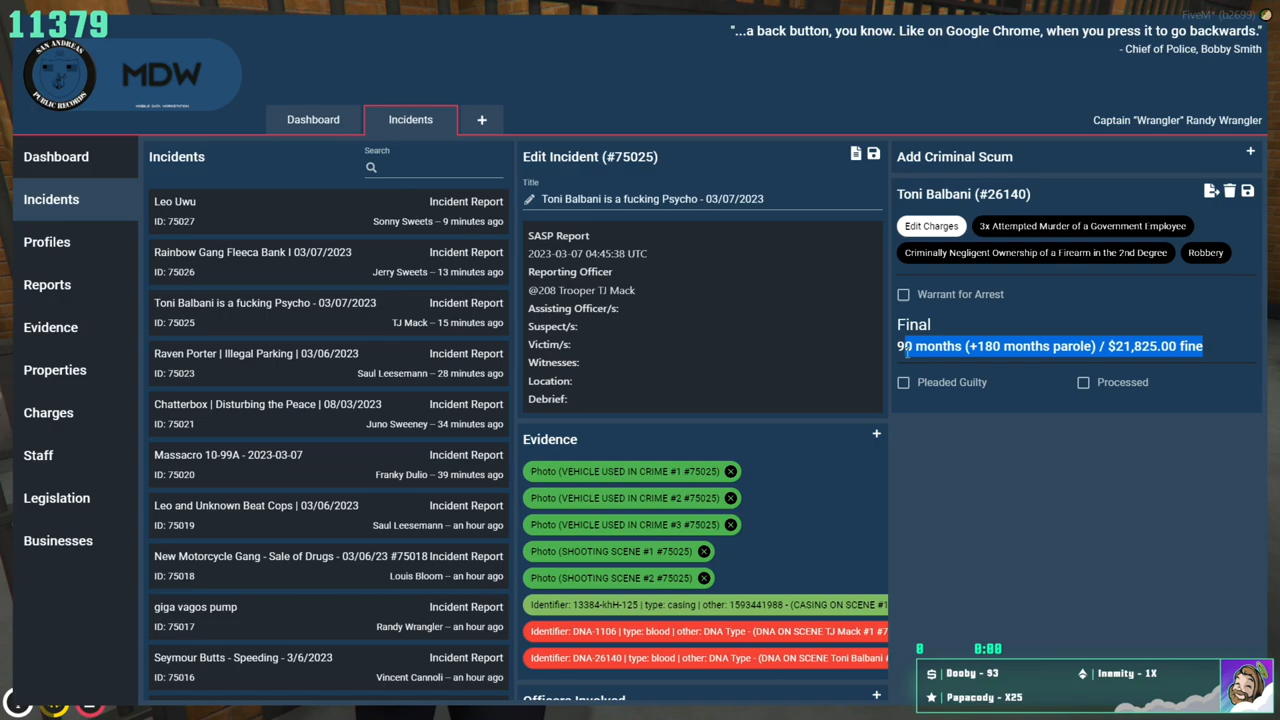 11379
FiveM* (b2699)
"...a back button, you know. Like on Google Chrome, when you press it to go backwards."
- Chief of Police, Bobby Smith
SAN ANDREAS
PUBLIC RECORDS
MDW
MOBILE DATA WORKSTATION
Dashboard
Incidents
+
Captain "Wrangler" Randy Wrangler
Dashboard
Incidents
Profiles
Reports
Evidence
Properties
Charges
Staff
Legislation
Businesses
Incidents
Search
Leo Uwu Incident Report
ID: 75027 Sonny Sweets – 9 minutes ago
Rainbow Gang Fleeca Bank I 03/07/2023 Incident Report
ID: 75026 Jerry Sweets – 13 minutes ago
Toni Balbani is a fucking Psycho - 03/07/2023 Incident Report
ID: 75025 TJ Mack – 15 minutes ago
Raven Porter | Illegal Parking | 03/06/2023 Incident Report
ID: 75023 Saul Leesemann – 28 minutes ago
Chatterbox | Disturbing the Peace | 08/03/2023 Incident Report
ID: 75021 Juno Sweeney – 34 minutes ago
Massacro 10-99A - 2023-03-07 Incident Report
ID: 75020 Franky Dulio – 39 minutes ago
Leo and Unknown Beat Cops | 03/06/2023 Incident Report
ID: 75019 Saul Leesemann – an hour ago
New Motorcycle Gang - Sale of Drugs - 03/06/23 #75018 Incident Report
ID: 75018 Louis Bloom – an hour ago
giga vagos pump Incident Report
ID: 75017 Randy Wrangler – an hour ago
Seymour Butts - Speeding - 3/6/2023 Incident Report
ID: 75016 Vincent Cannoli – an hour ago
Edit Incident (#75025)
Title
Toni Balbani is a fucking Psycho - 03/07/2023
SASP Report
2023-03-07 04:45:38 UTC
Reporting Officer
@208 Trooper TJ Mack
Assisting Officer/s:
Suspect/s:
Victim/s:
Witnesses:
Location:
Debrief:
Evidence +
Photo (VEHICLE USED IN CRIME #1 #75025)
Photo (VEHICLE USED IN CRIME #2 #75025)
Photo (VEHICLE USED IN CRIME #3 #75025)
Photo (SHOOTING SCENE #1 #75025)
Photo (SHOOTING SCENE #2 #75025)
Identifier: 13384-khH-125 | type: casing | other: 1593441988 - (CASING ON SCENE #1
Identifier: DNA-1106 | type: blood | other: DNA Type - (DNA ON SCENE TJ Mack #1 #7
Identifier: DNA-26140 | type: blood | other: DNA Type - (DNA ON SCENE Toni Balbani
Officers Involved +
Add Criminal Scum +
Toni Balbani (#26140)
Edit Charges 3x Attempted Murder of a Government Employee
Criminally Negligent Ownership of a Firearm in the 2nd Degree Robbery
Warrant for Arrest
Final
90 months (+180 months parole) / $21,825.00 fine
Pleaded Guilty Processed
0 0:00
Dooby - 93 Inamity - 1X
Papacody - X25